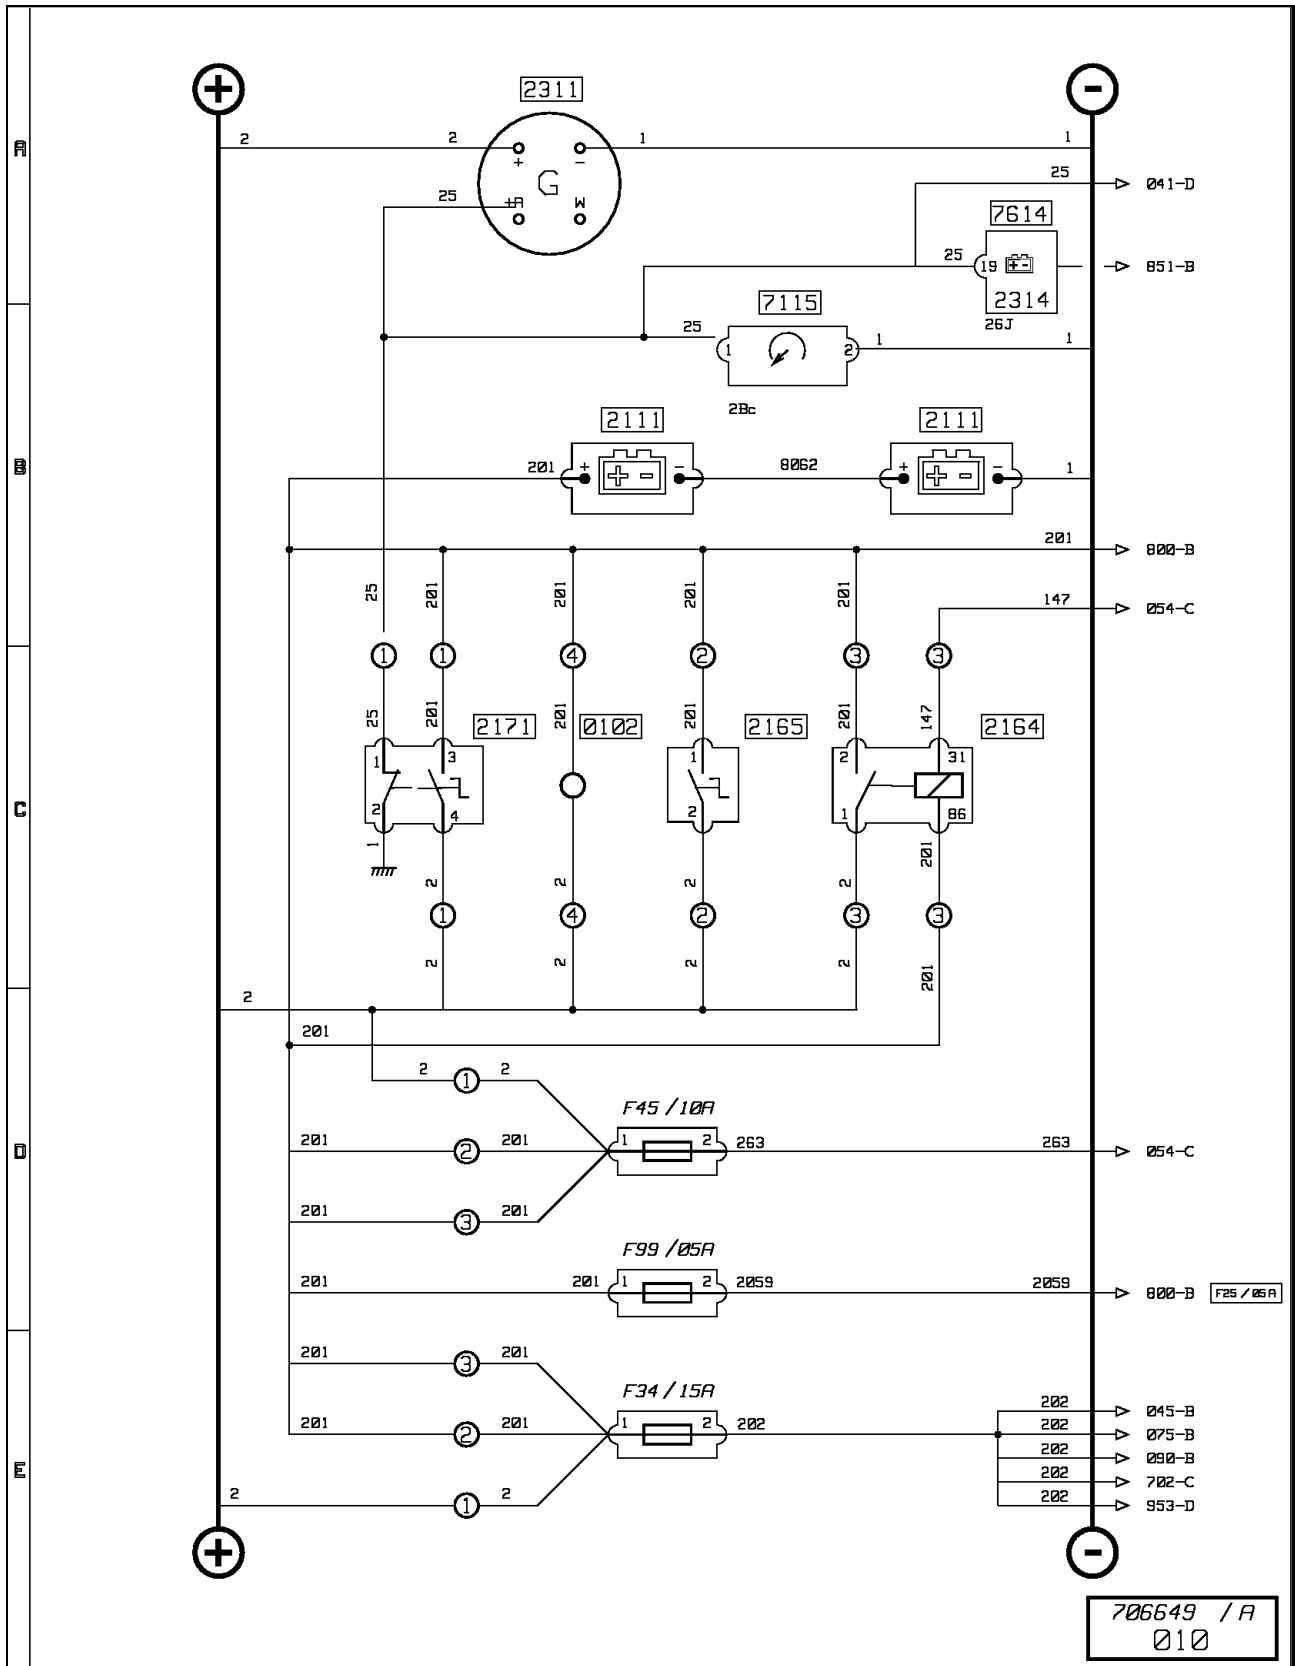 + -
2311
A
2 2 1 1
+ -
G
25 +A W
25 041-D
7614
25 19 + - 851-B
2314
26J
7115
25 1 2 1 1
2Bc
2111 2111
B
201 + + - - 8062 + + - - 1
201 800-B
25 201 201 201 201
147 054-C
1 1 4 2 3 3
25 201 201 201 201 147
2171 0102 2165 2164
1 3 1 2 31
C
2 4 2 1 86
1 201
2 2 2 2
1 4 2 3 3
2 2 2 2 201
2
201
2 1 2
F45 /10A
D
201 2 201 1 2 263 263 054-C
201 3 201
F99 /05A
201 201 1 2 2059 2059 800-B F25 / 05A
201 3 201
F34 /15A
202 045-B
201 2 201 1 2 202 202 075-B
202 090-B
E
202 702-C
2 1 2 202 953-D
+ -
706649 / A
010